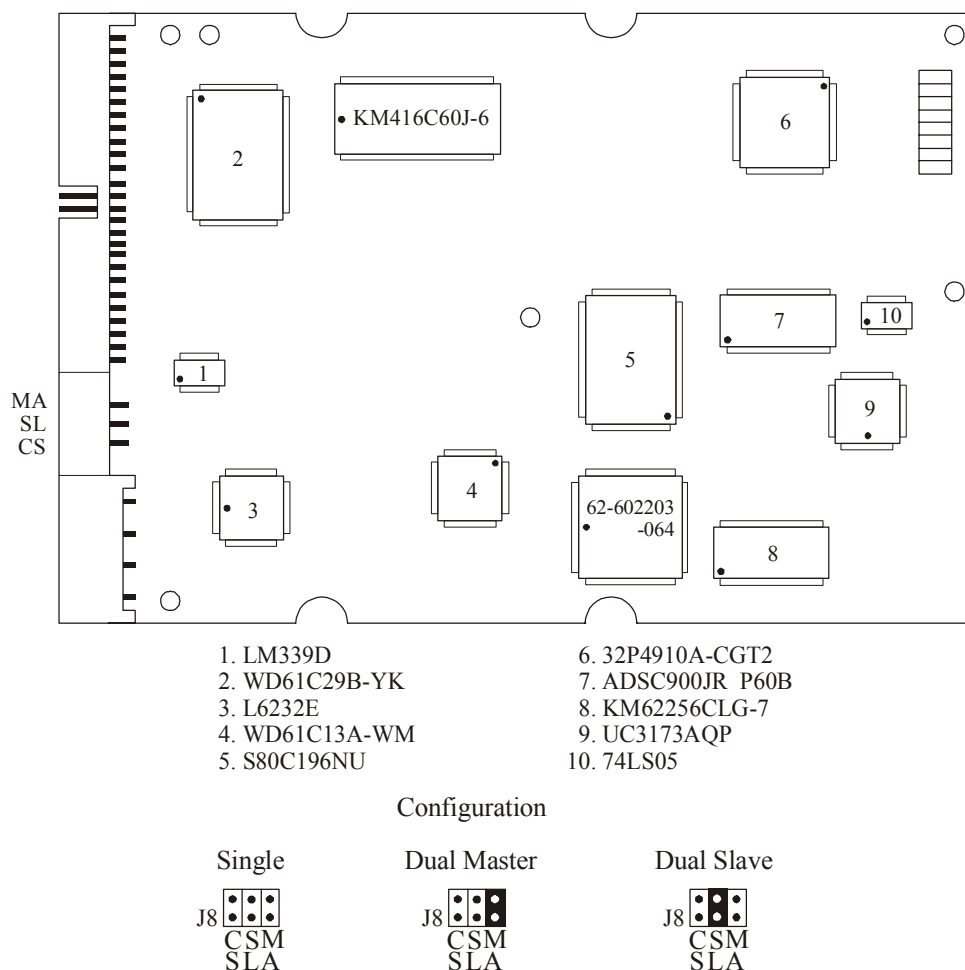 KM416C60J-6
2
6
7
10
1
5
MA
SL
CS
9
4
3
62-602203
-064
8
1. LM339D
2. WD61C29B-YK
3. L6232E
4. WD61C13A-WM
5. S80C196NU
6. 32P4910A-CGT2
7. ADSC900JR P60B
8. KM62256CLG-7
9. UC3173AQP
10. 74LS05
Configuration
Single
Dual Master
Dual Slave
J8
CSM
SLA
J8
CSM
SLA
J8
CSM
SLA